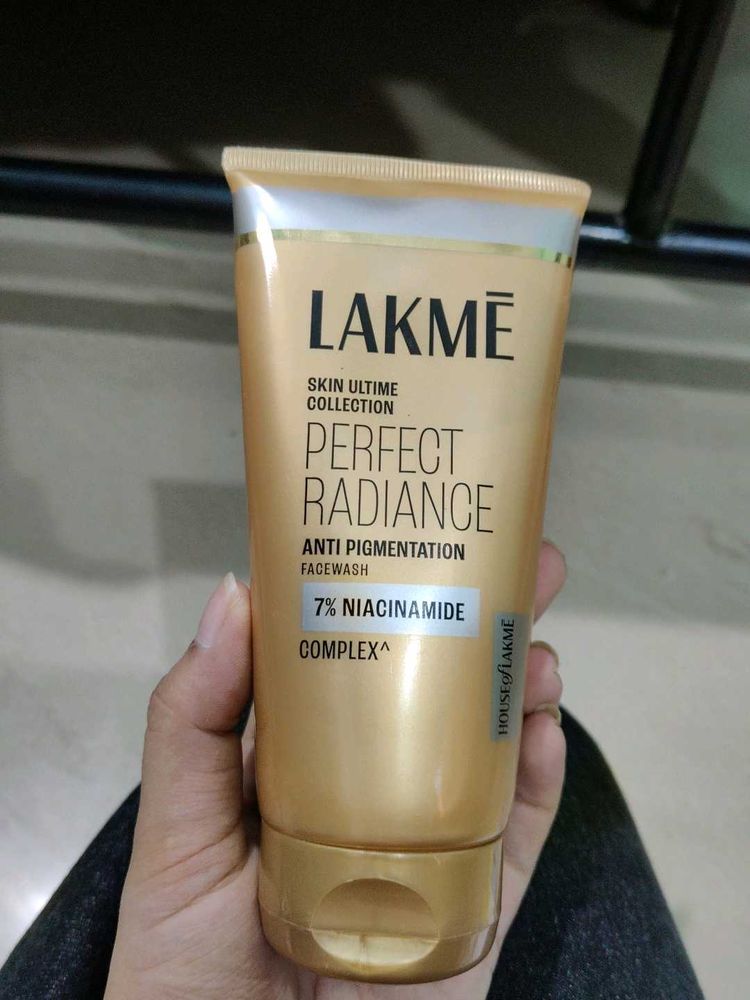 LAKMĒ
SKIN ULTIME
COLLECTION
PERFECT
RADIANCE
ANTI PIGMENTATION
FACEWASH
7% NIACINAMIDE
COMPLEX^
HOUSE of LAKMĒ